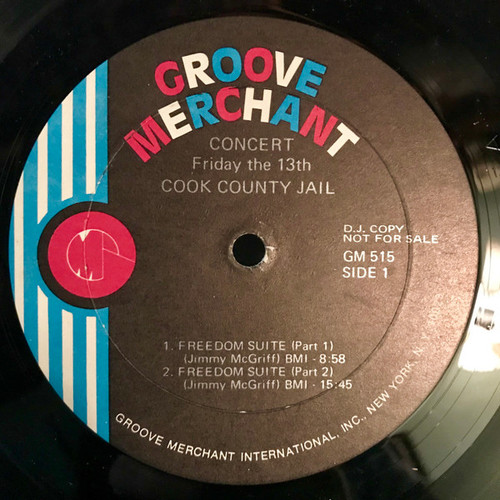 GROOVE
MERCHANT
CONCERT
Friday the 13th
COOK COUNTY JAIL
D.J. COPY
NOT FOR SALE
GM 515
SIDE 1
1. FREEDOM SUITE (Part 1)
(Jimmy McGriff) BMI - 8:58
2. FREEDOM SUITE (Part 2)
(Jimmy McGriff) BMI - 15:45
GROOVE MERCHANT INTERNATIONAL, INC., NEW YORK, N.Y.